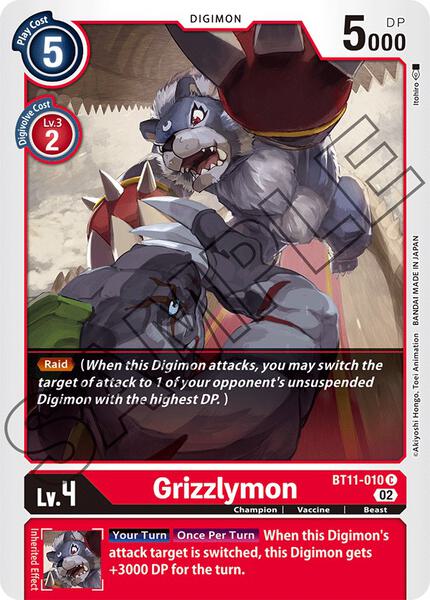 DIGIMON
Play Cost
5
DP
5000
Digivolve Cost
Lv.3
2
Itohiro
SAMPLE
©Akiyoshi Hongo, Toei Animation BANDAI MADE IN JAPAN
Raid (When this Digimon attacks, you may switch the
target of attack to 1 of your opponent's unsuspended
Digimon with the highest DP. )
BT11-010 C
Lv.4
Grizzlymon
02
Champion | Vaccine | Beast
Inherited Effect
Your Turn Once Per Turn When this Digimon's
attack target is switched, this Digimon gets
+3000 DP for the turn.